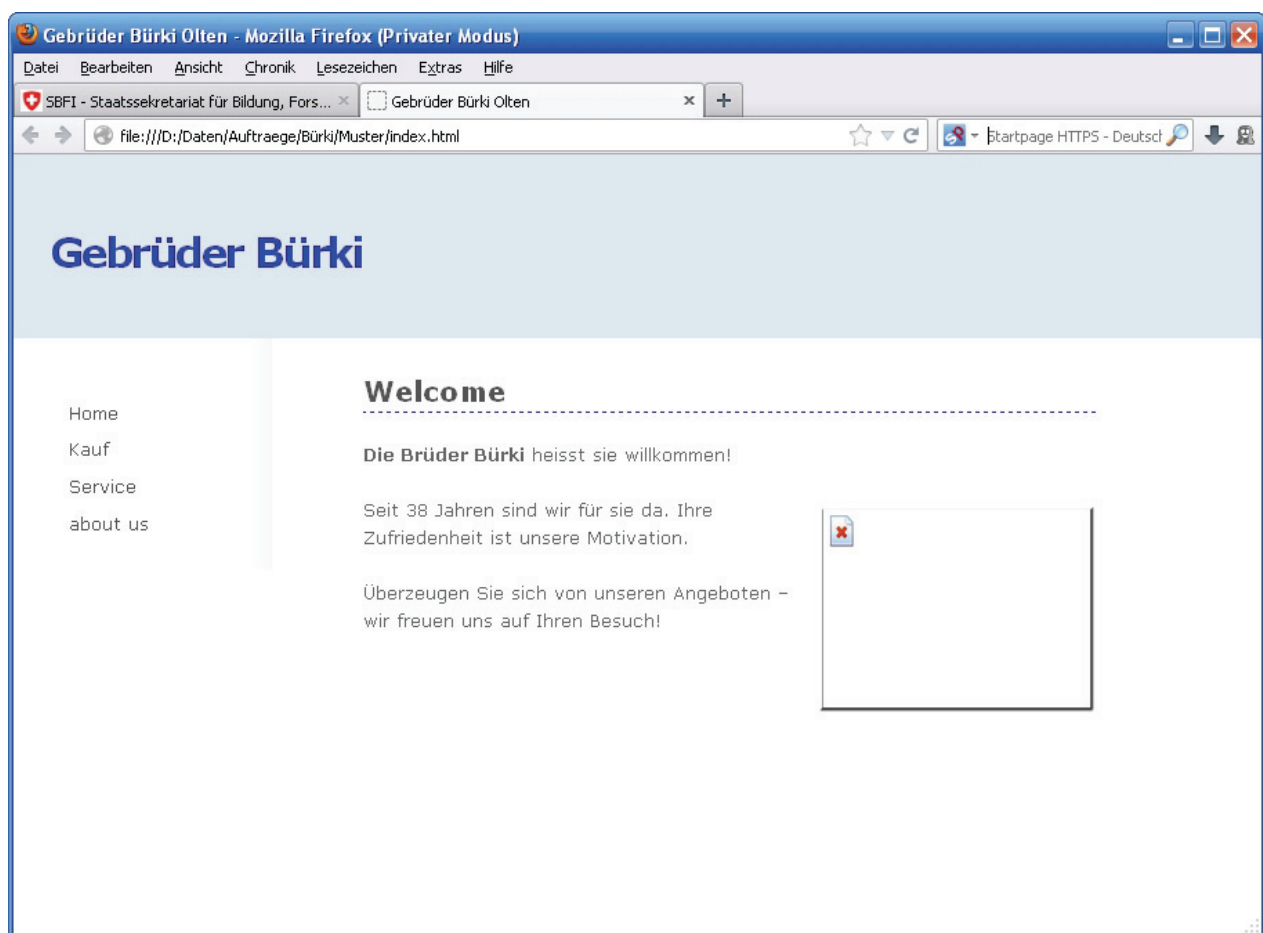 Gebrüder Bürki Olten - Mozilla Firefox (Privater Modus)
Datei Bearbeiten Ansicht Chronik Lesezeichen Extras Hilfe
SBFI - Staatssekretariat für Bildung, Fors... Gebrüder Bürki Olten
file:///D:/Daten/Auftraege/Bürki/Muster/index.html Startpage HTTPS - Deutsch
Gebrüder Bürki
Home
Kauf
Service
about us
Welcome
Die Brüder Bürki heisst sie willkommen!
Seit 38 Jahren sind wir für sie da. Ihre
Zufriedenheit ist unsere Motivation.
Überzeugen Sie sich von unseren Angeboten –
wir freuen uns auf Ihren Besuch!